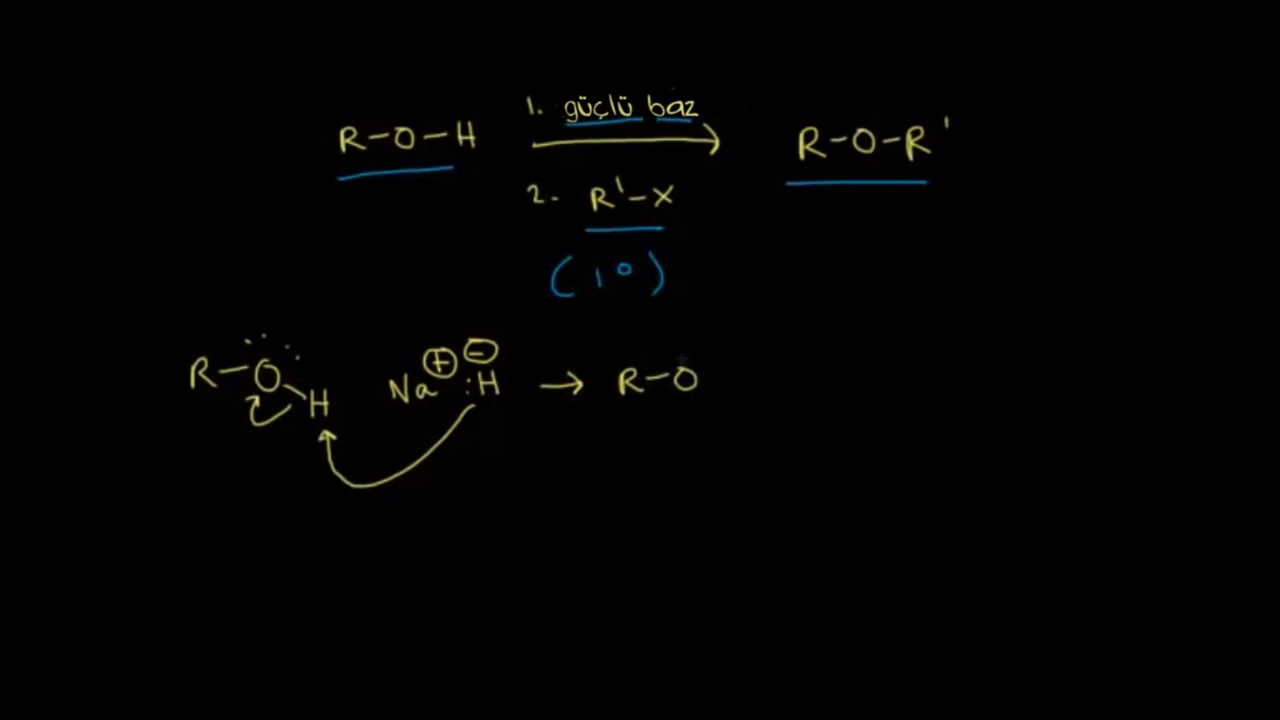 1. güçlü baz
R-O-H → R-O-R'
2. R'-X
(1°)
R-O-H Na⊕ :H⊖ → R-O